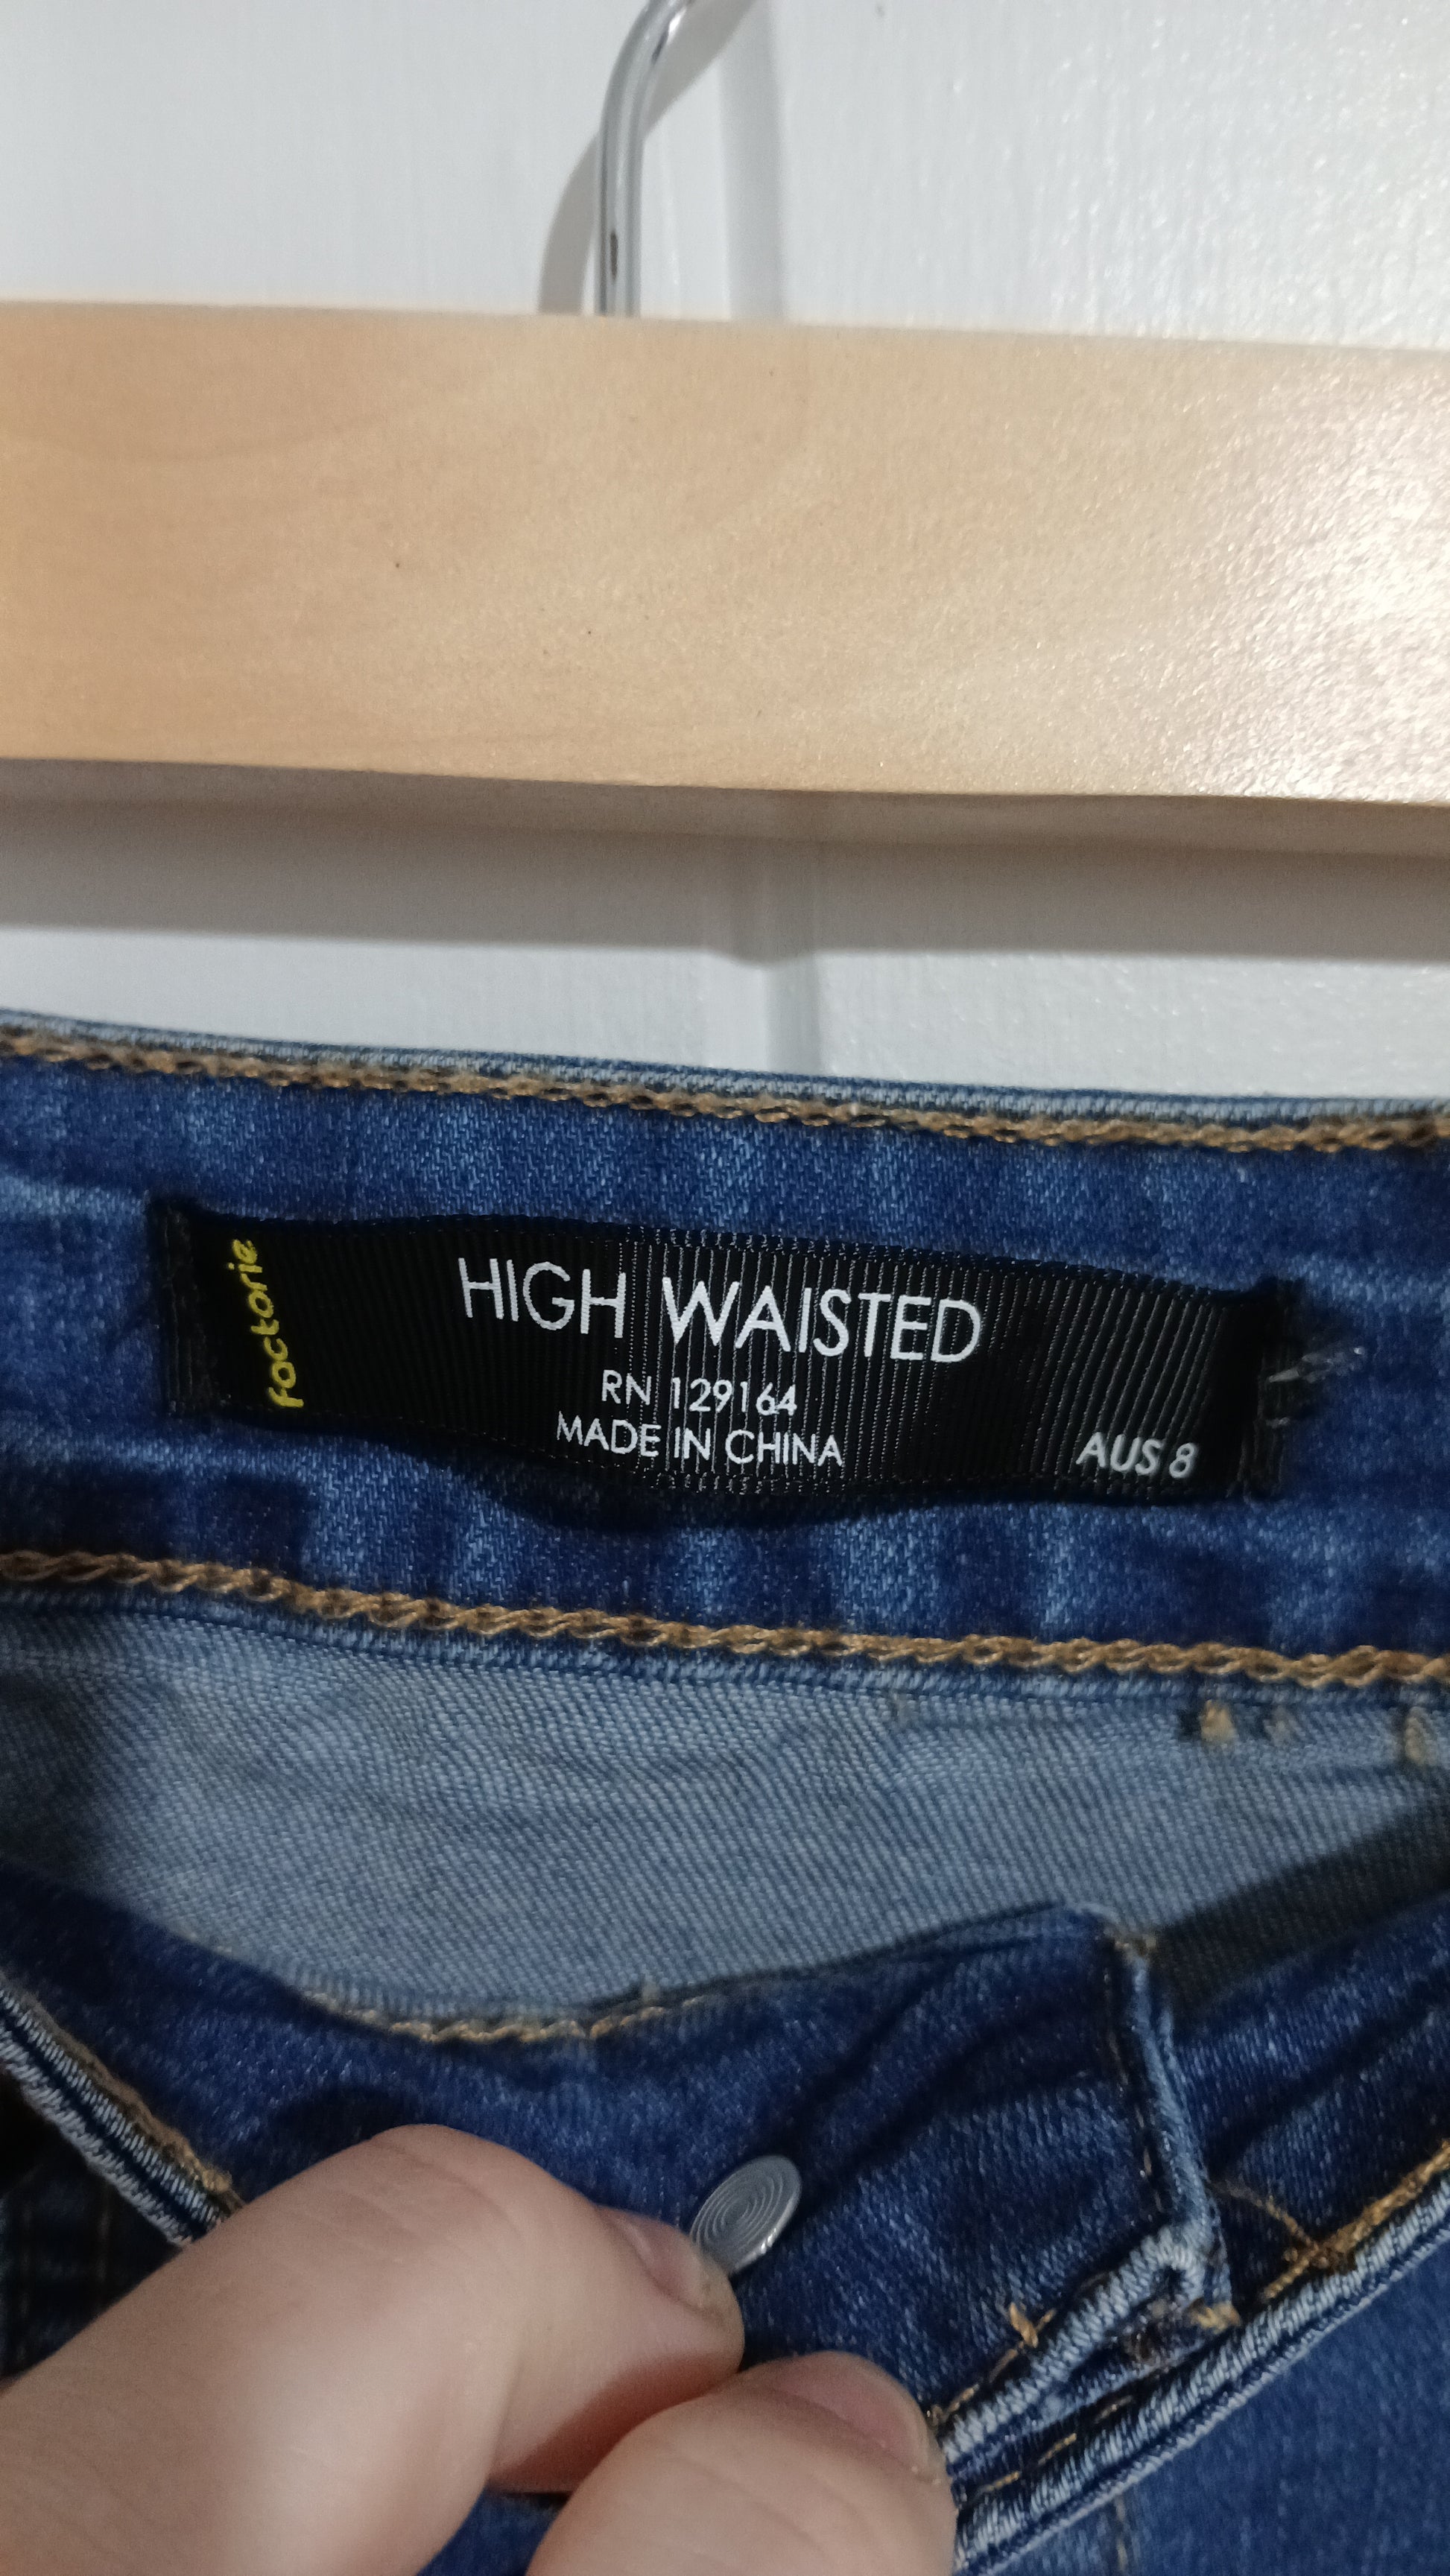 factorie
HIGH WAISTED
RN 129164
MADE IN CHINA
AUS 8